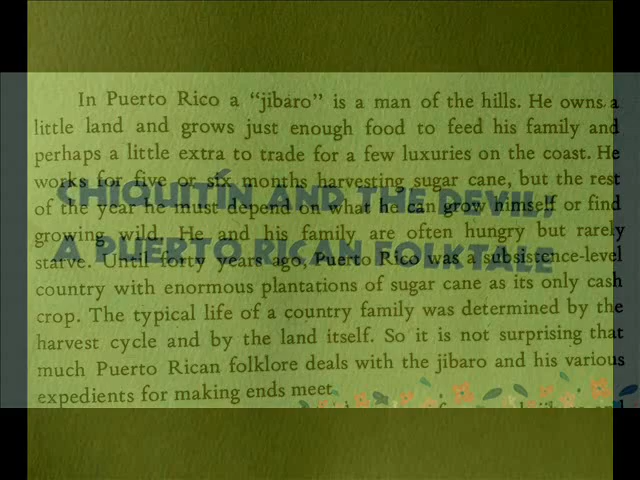 In Puerto Rico a "jibaro" is a man of the hills. He owns a
little land and grows just enough food to feed his family and
perhaps a little extra to trade for a few luxuries on the coast. He
works for five or six months harvesting sugar cane, but the rest
of the year he must depend on what he can grow himself or find
growing wild. He and his family are often hungry but rarely
starve. Until forty years ago, Puerto Rico was a subsistence-level
country with enormous plantations of sugar cane as its only cash
crop. The typical life of a country family was determined by the
harvest cycle and by the land itself. So it is not surprising that
much Puerto Rican folklore deals with the jibaro and his various
expedients for making ends meet
CHIQUITÍN AND THE DEVIL:
A PUERTO RICAN FOLKTALE